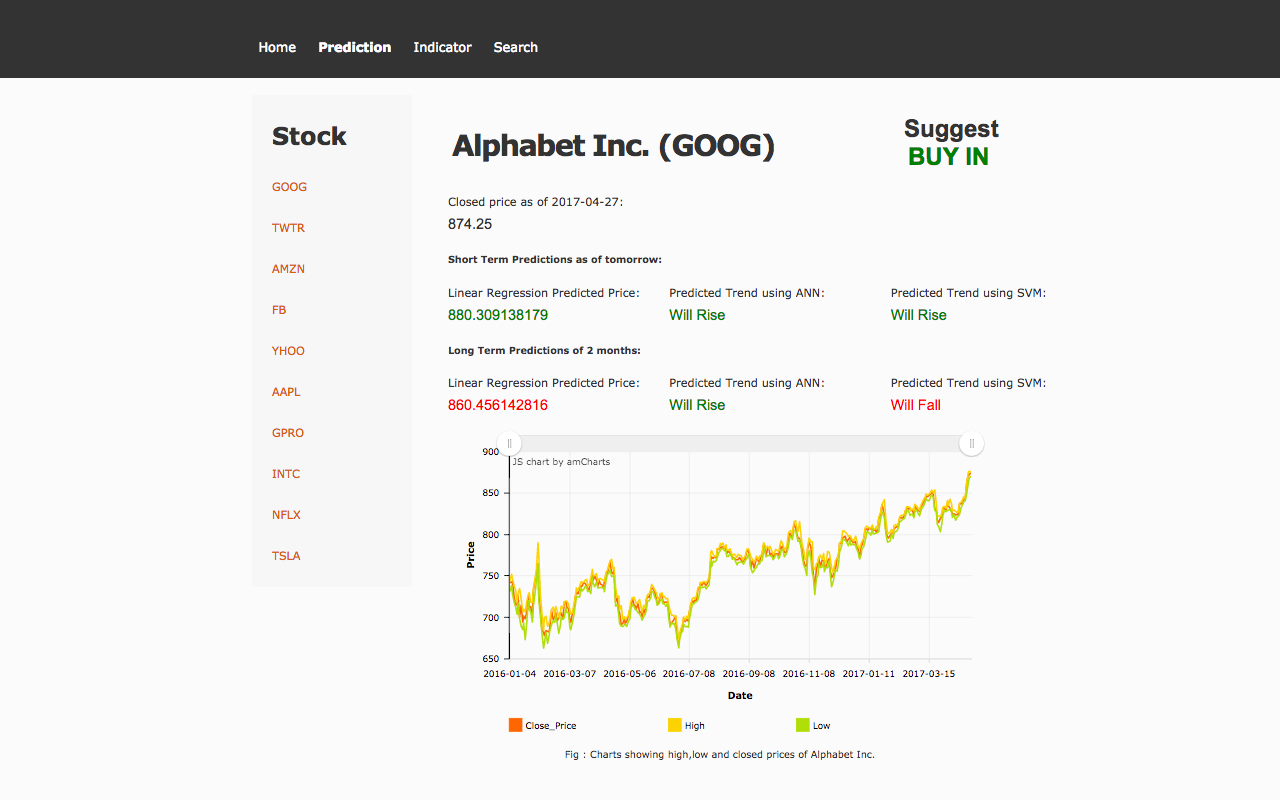 Home Prediction Indicator Search
Stock
GOOG
TWTR
AMZN
FB
YHOO
AAPL
GPRO
INTC
NFLX
TSLA
Alphabet Inc. (GOOG)
Suggest
BUY IN
Closed price as of 2017-04-27:
874.25
Short Term Predictions as of tomorrow:
Linear Regression Predicted Price: Predicted Trend using ANN: Predicted Trend using SVM:
880.309138179 Will Rise Will Rise
Long Term Predictions of 2 months:
Linear Regression Predicted Price: Predicted Trend using ANN: Predicted Trend using SVM:
860.456142816 Will Rise Will Fall
JS chart by amCharts
900
850
800
750
700
650
Price
2016-01-04 2016-03-07 2016-05-06 2016-07-08 2016-09-08 2016-11-08 2017-01-11 2017-03-15
Date
Close_Price High Low
Fig : Charts showing high,low and closed prices of Alphabet Inc.